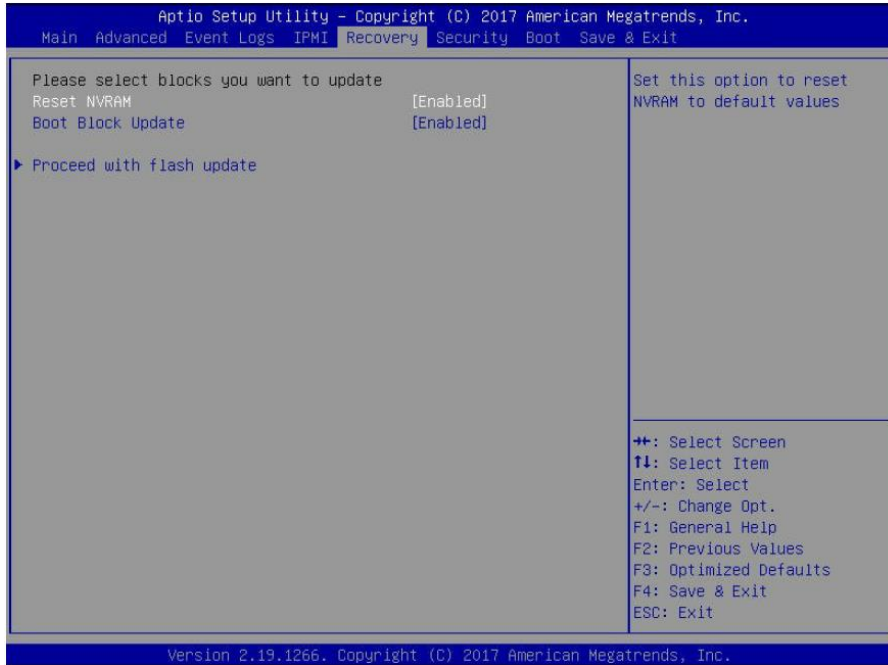 Aptio Setup Utility – Copyright (C) 2017 American Megatrends, Inc.
Main Advanced Event Logs IPMI Recovery Security Boot Save & Exit
Please select blocks you want to update
Reset NVRAM [Enabled]
Boot Block Update [Enabled]
Proceed with flash update
Set this option to reset
NVRAM to default values
→←: Select Screen
↑↓: Select Item
Enter: Select
+/-: Change Opt.
F1: General Help
F2: Previous Values
F3: Optimized Defaults
F4: Save & Exit
ESC: Exit
Version 2.19.1266. Copyright (C) 2017 American Megatrends, Inc.